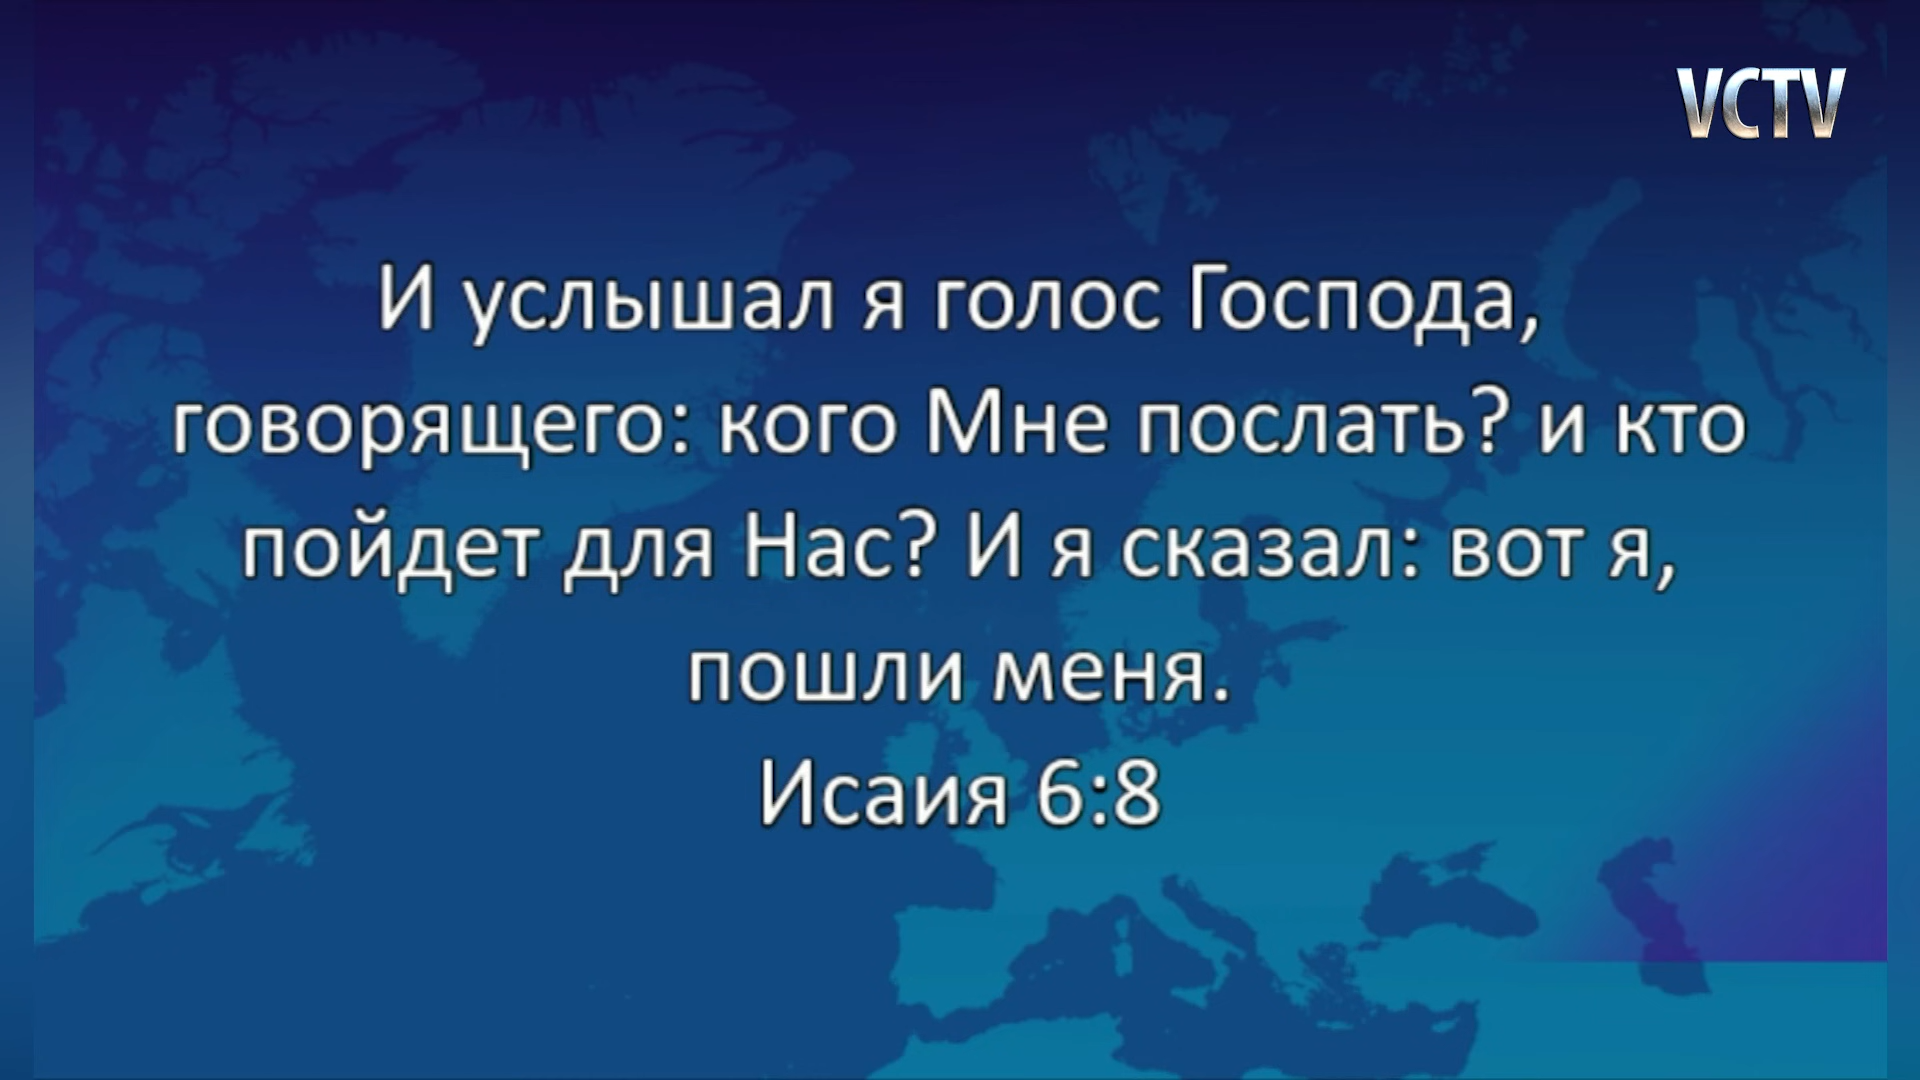 VCTV
И услышал я голос Господа,
говорящего: кого Мне послать? и кто
пойдет для Нас? И я сказал: вот я,
пошли меня.
Исаия 6:8